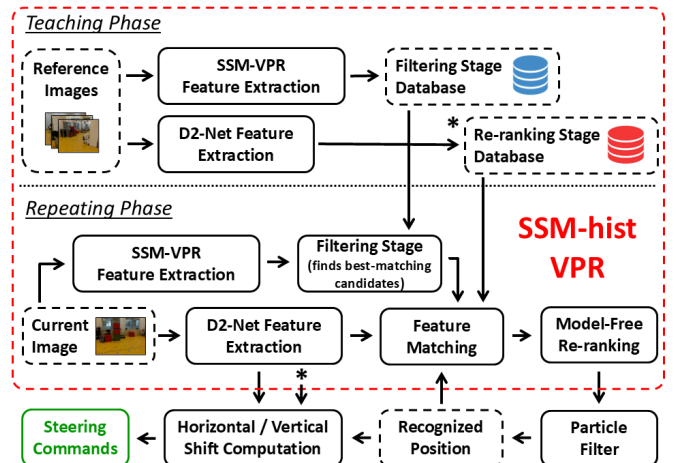 Teaching Phase
Reference
Images
SSM-VPR
Feature Extraction
Filtering Stage
Database
D2-Net Feature
Extraction
*
Re-ranking Stage
Database
Repeating Phase
SSM-hist
VPR
SSM-VPR
Feature Extraction
Filtering Stage
(finds best-matching
candidates)
Current
Image
D2-Net Feature
Extraction
Feature
Matching
Model-Free
Re-ranking
*
Steering
Commands
Horizontal / Vertical
Shift Computation
Recognized
Position
Particle
Filter